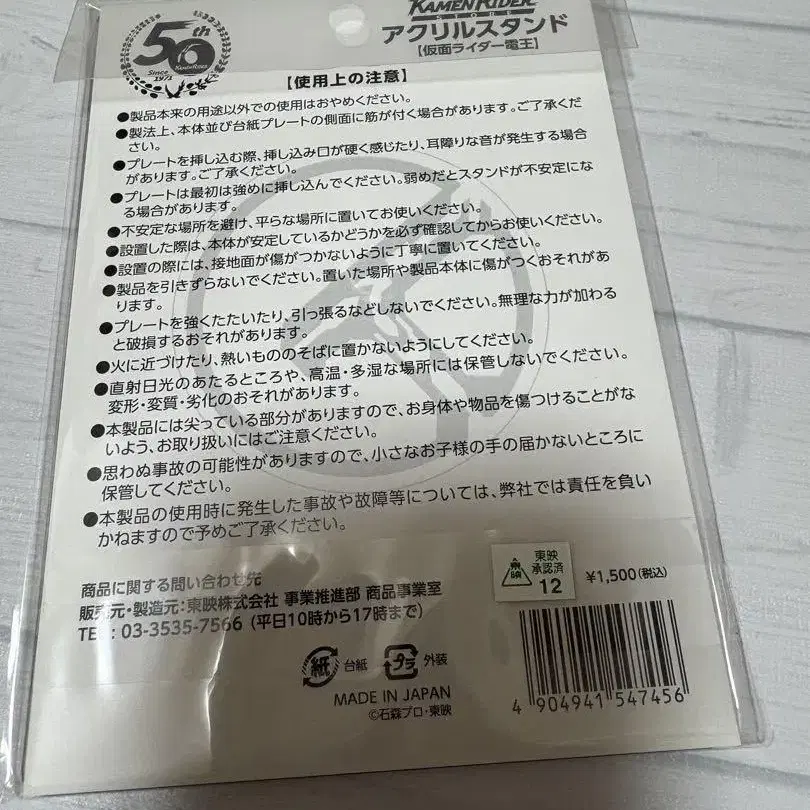 50th
Since 1971
KAMEN RIDER
KAMEN RIDER
STORE
アクリルスタンド
【仮面ライダー電王】
【使用上の注意】
●製品本来の用途以外での使用はおやめください。
●製法上、本体並び台紙プレートの側面に筋が付く場合があります。ご了承くだ
さい。
●プレートを挿し込む際、挿し込み口が硬く感じたり、耳障りな音が発生する場合
があります。ご了承ください。
●プレートは最初は強めに挿し込んでください。弱めだとスタンドが不安定にな
る場合があります。
●不安定な場所を避け、平らな場所に置いてお使いください。
●設置した際は、本体が安定しているかどうかを必ず確認してからお使いください。
●設置の際には、接地面が傷がつかないように丁寧に置いてください。
●製品を引きずらないでください。置いた場所や製品本体に傷がつくおそれがあ
ります。
●プレートを強くたたいたり、引っ張るなどしないでください。無理な力が加わる
と破損するおそれがあります。
●火に近づけたり、熱いもののそばに置かないようにしてください。
●直射日光のあたるところや、高温・多湿な場所には保管しないでください。
変形・変質・劣化のおそれがあります。
●本製品には尖っている部分がありますので、お身体や物品を傷つけることがな
いよう、お取り扱いにはご注意ください。
●思わぬ事故の可能性がありますので、小さなお子様の手の届かないところに
保管してください。
●本製品の使用時に発生した事故や故障等については、弊社では責任を負い
かねますので予めご了承ください。
商品に関する問い合わせ先
販売元・製造元：東映株式会社 事業推進部 商品事業室
TEL：03-3535-7566（平日10時から17時まで）
東映
東映
承認済
12
¥1,500(税込)
紙 台紙
プラ 外装
MADE IN JAPAN
©石森プロ・東映
4 904941 547456